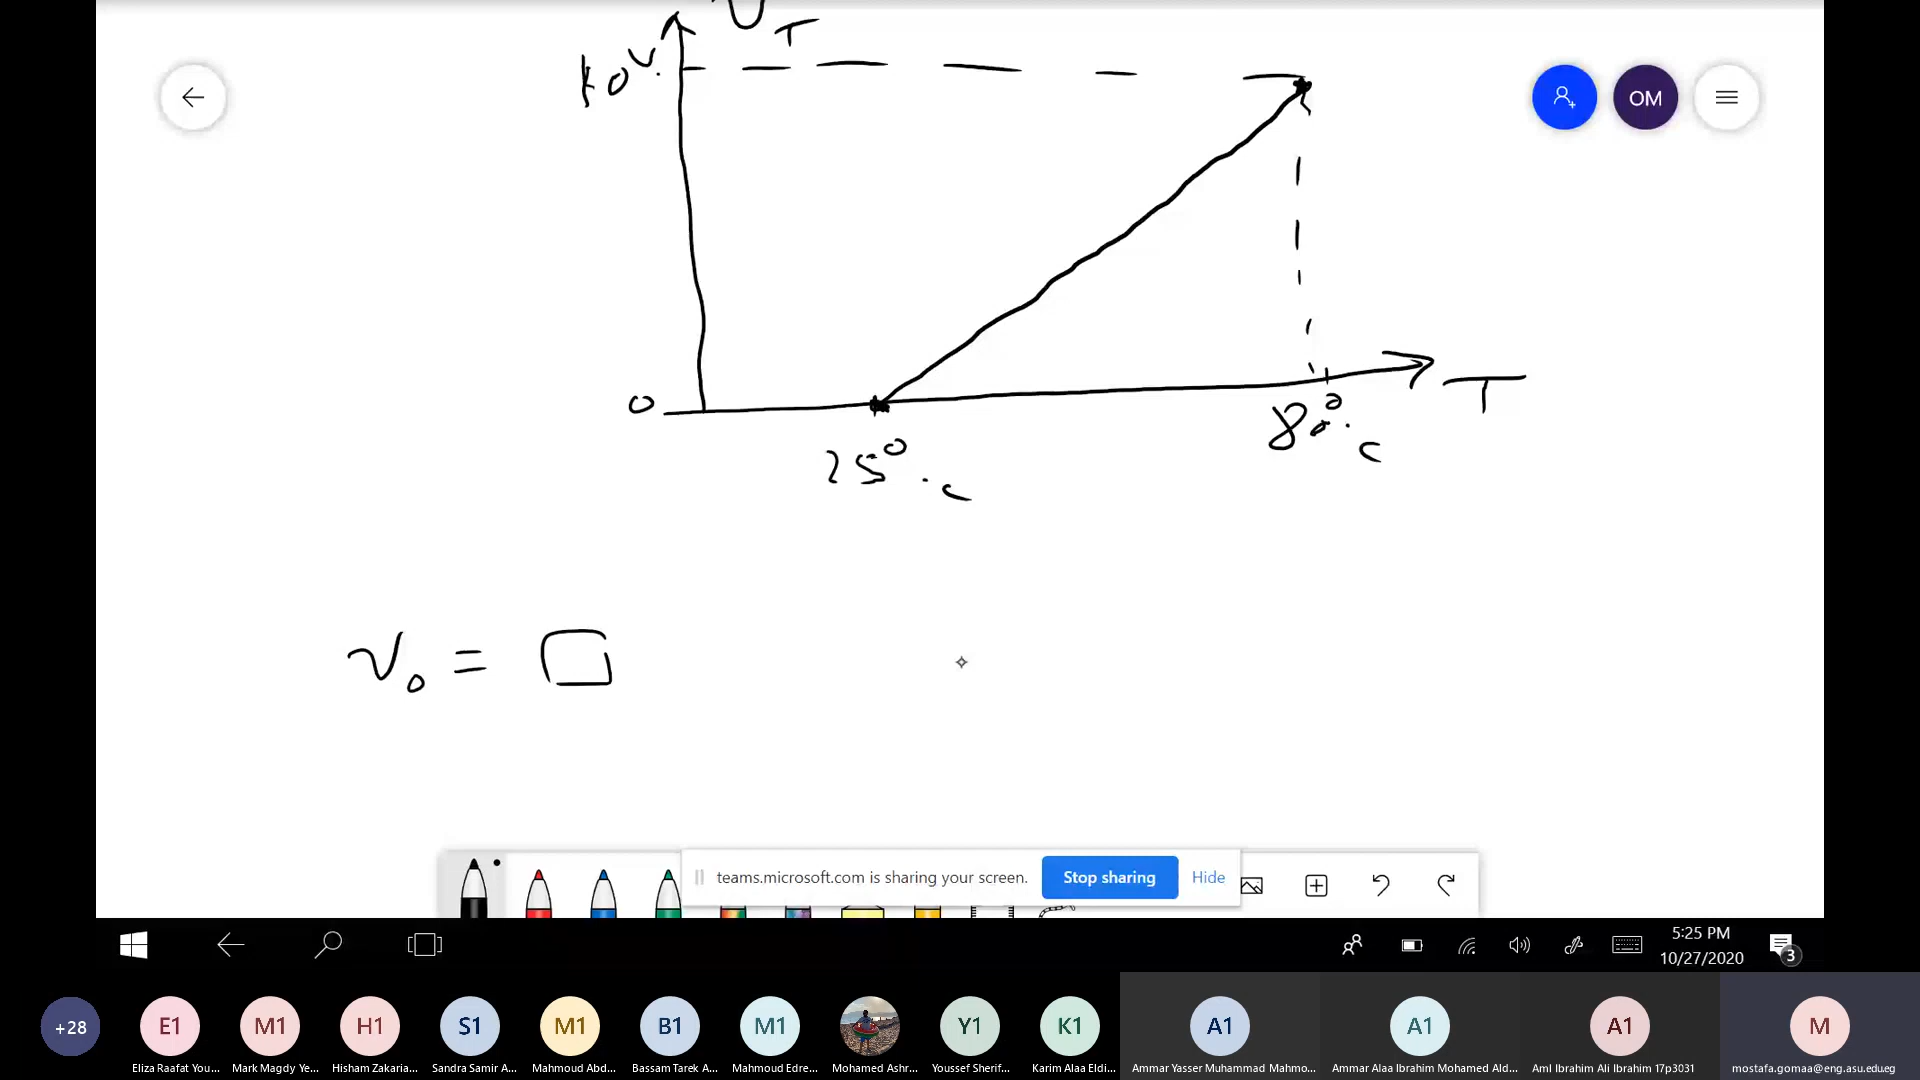 V_T
10 V.
OM
0
25°.c
80°.c
T
v_o = □
teams.microsoft.com is sharing your screen.
Stop sharing
Hide
5:25 PM
10/27/2020
3
+28
E1
M1
H1
S1
M1
B1
M1
Y1
K1
A1
A1
A1
M
Eliza Raafat You...
Mark Magdy Ye...
Hisham Zakaria...
Sandra Samir A...
Mahmoud Abd...
Bassam Tarek A...
Mahmoud Edre...
Mohamed Ashr...
Youssef Sherif...
Karim Alaa Eldi...
Ammar Yasser Muhammad Mahmo...
Ammar Alaa Ibrahim Mohamed Ald...
Aml Ibrahim Ali Ibrahim 17p3031
mostafa.gomaa@eng.asu.edu.eg